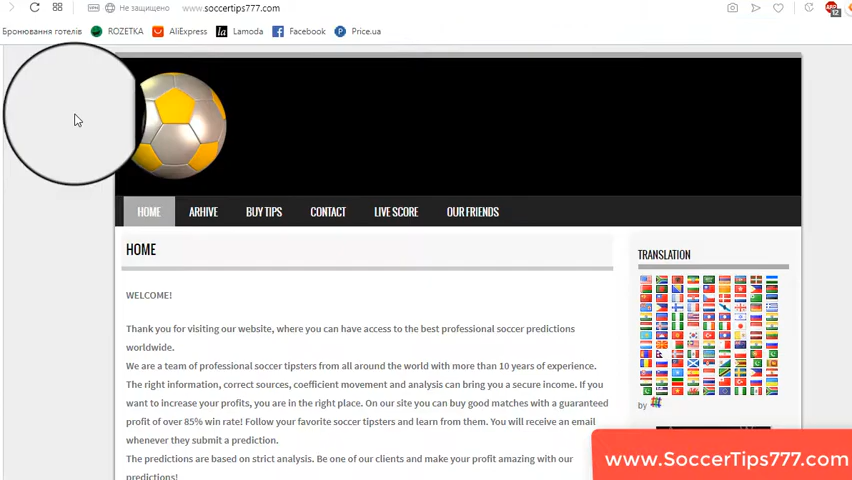 Не защищено
www.soccertips777.com
Бронювання готелів ROZETKA AliExpress la Lamoda Facebook P Price.ua
HOME ARHIVE BUY TIPS CONTACT LIVE SCORE OUR FRIENDS
HOME
WELCOME!
Thank you for visiting our website, where you can have access to the best professional soccer predictions
worldwide.
We are a team of professional soccer tipsters from all around the world with more than 10 years of experience.
The right information, correct sources, coefficient movement and analysis can bring you a secure income. If you
want to increase your profits, you are in the right place. On our site you can buy good matches with a guaranteed
profit of over 85% win rate! Follow your favorite soccer tipsters and learn from them. You will receive an email
whenever they submit a prediction.
The predictions are based on strict analysis. Be one of our clients and make your profit amazing with our
predictions!
TRANSLATION
by
www.SoccerTips777.com